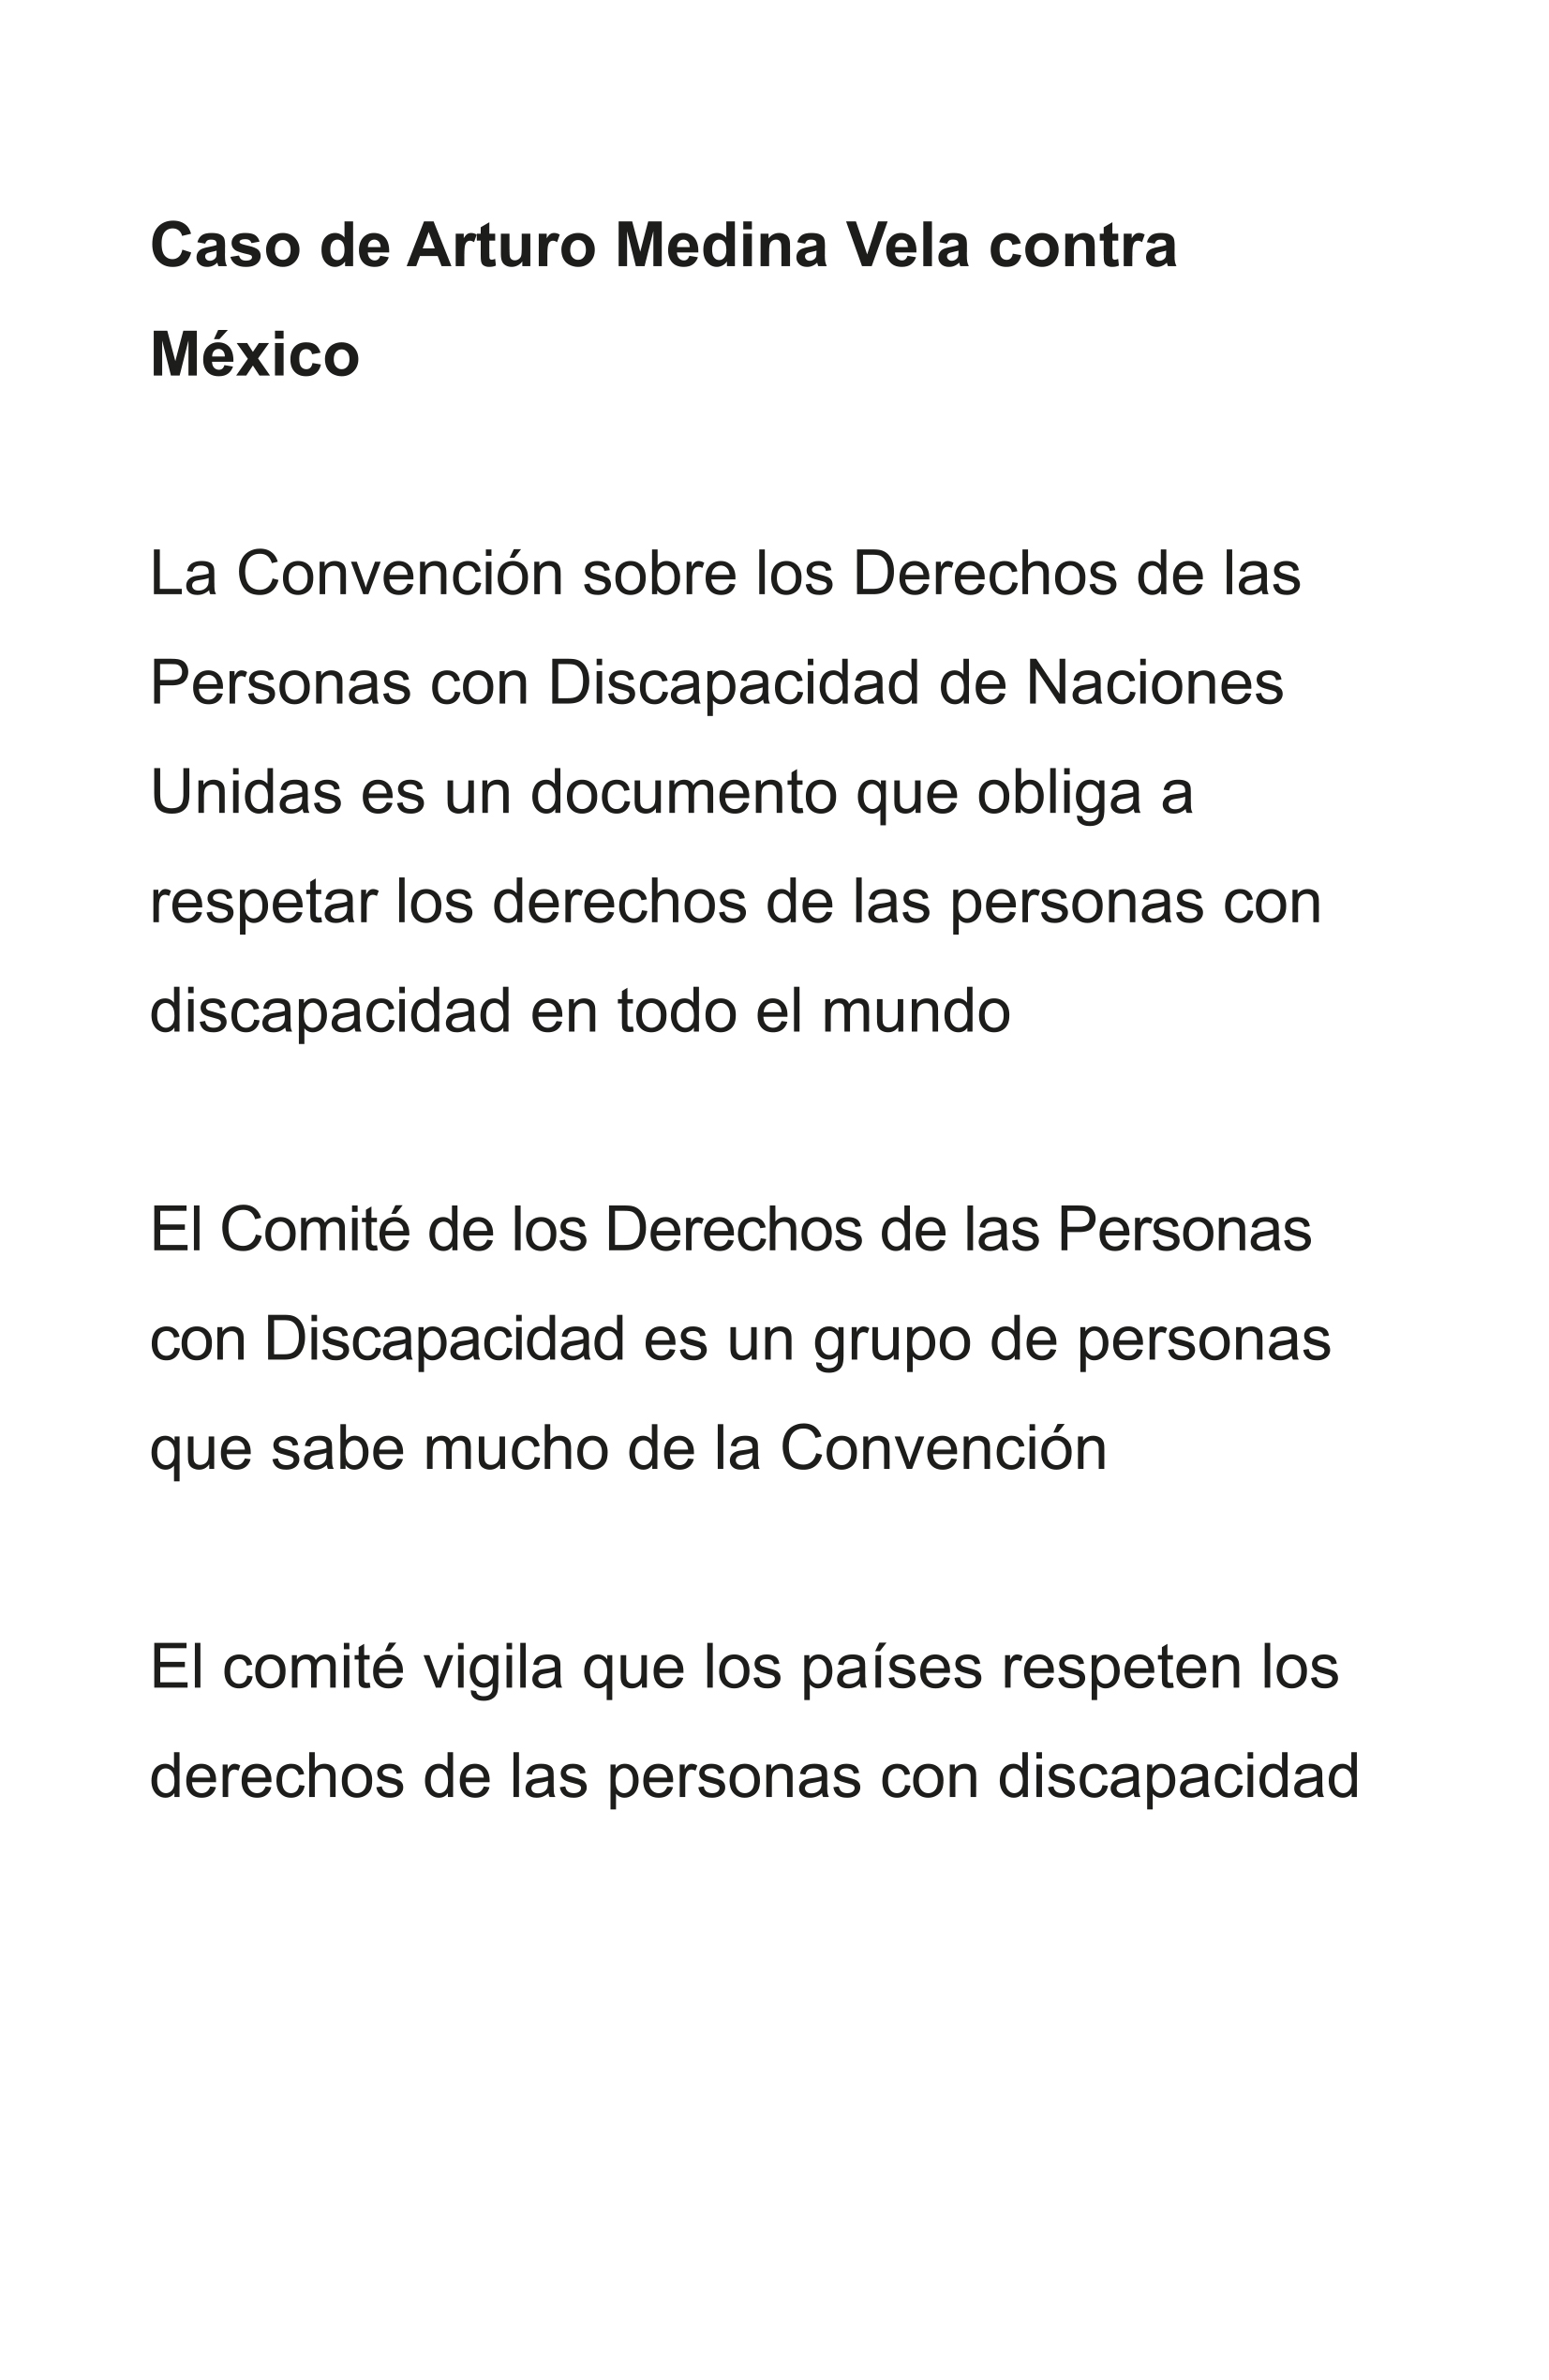 Caso de Arturo Medina Vela contra
México
La Convención sobre los Derechos de las
Personas con Discapacidad de Naciones
Unidas es un documento que obliga a
respetar los derechos de las personas con
discapacidad en todo el mundo
El Comité de los Derechos de las Personas
con Discapacidad es un grupo de personas
que sabe mucho de la Convención
El comité vigila que los países respeten los
derechos de las personas con discapacidad